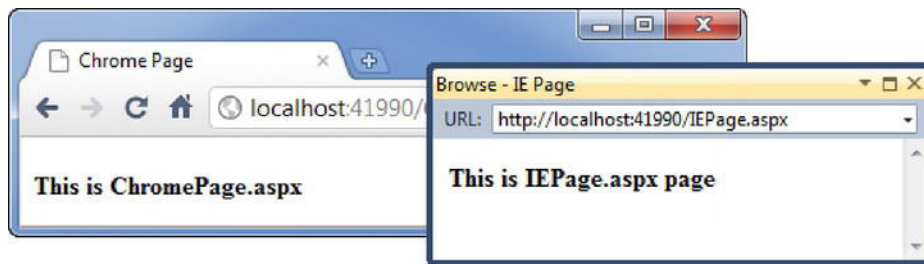 Chrome Page
localhost:41990/
This is ChromePage.aspx
Browse - IE Page
URL: http://localhost:41990/IEPage.aspx
This is IEPage.aspx page